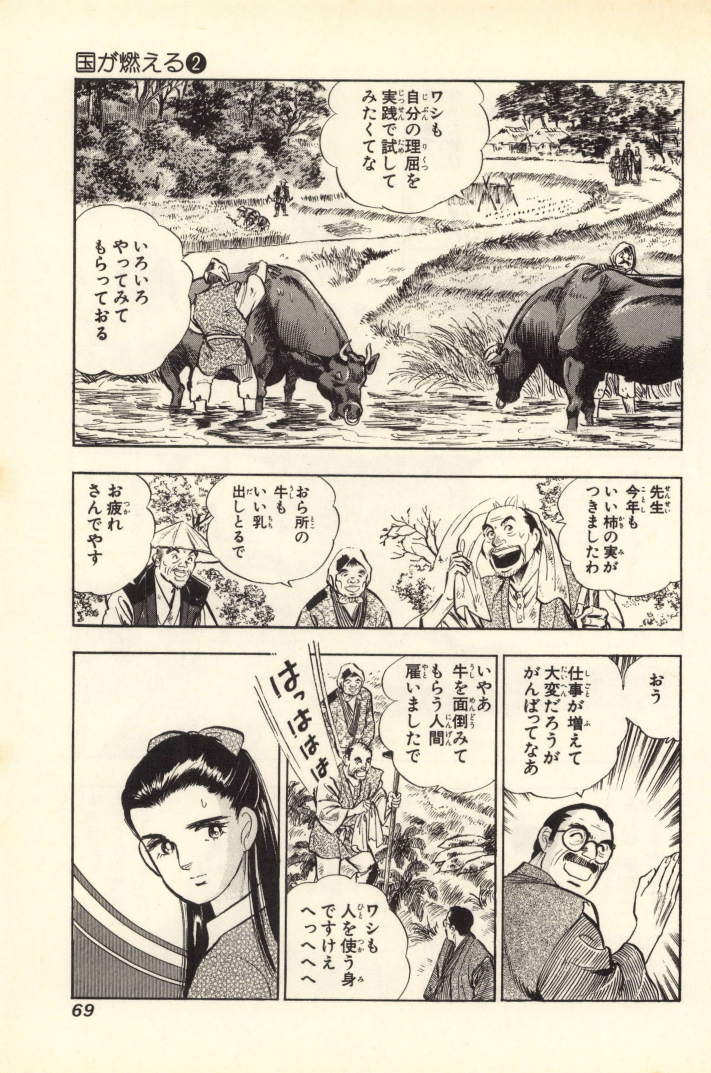 国が燃える❷
ワシも
自分の理屈を
実践で試して
みたくてな
いろいろ
やってみて
もらっておる
先生
今年も
いい柿の実が
つきましたわ
おら所の
牛も
いい乳
出しとるで
お疲れ
さんでやす
おう
仕事が増えて
大変だろうが
がんばってなあ
いやあ
牛を面倒みて
もらう人間
雇いましたで
はっははは
ワシも
人を使う身
ですけえ
へっへへへ
69